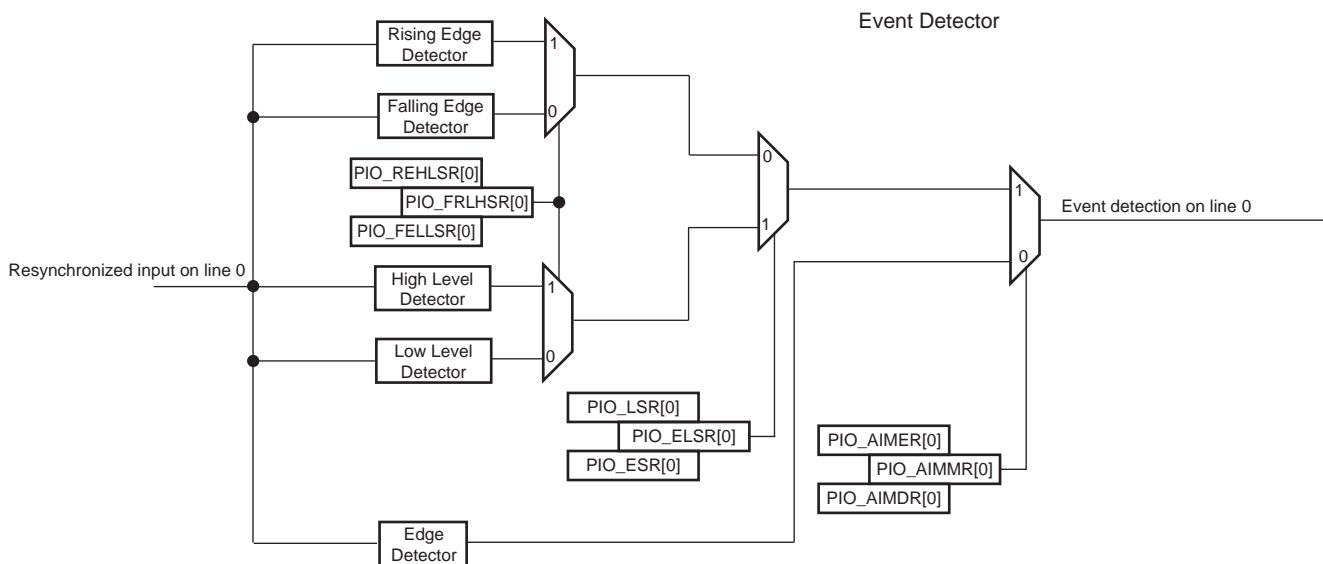 Event Detector
Rising Edge
Detector
1
Falling Edge
Detector
0
PIO_REHLSR[0]
PIO_FRLHSR[0]
PIO_FELLSR[0]
0
1
1
Event detection on line 0
0
Resynchronized input on line 0
High Level
Detector
1
Low Level
Detector
0
PIO_LSR[0]
PIO_ELSR[0]
PIO_ESR[0]
PIO_AIMER[0]
PIO_AIMMR[0]
PIO_AIMDR[0]
Edge
Detector